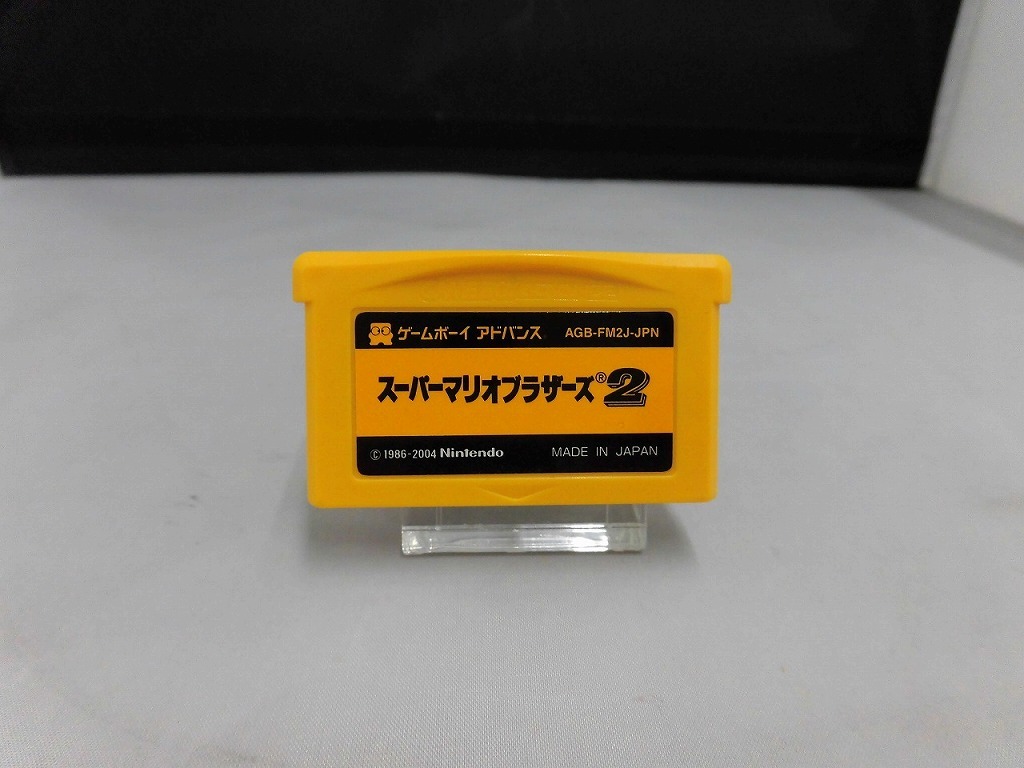 ゲームボーイ アドバンス AGB-FM2J-JPN
スーパーマリオブラザーズ®2
©1986-2004 Nintendo MADE IN JAPAN